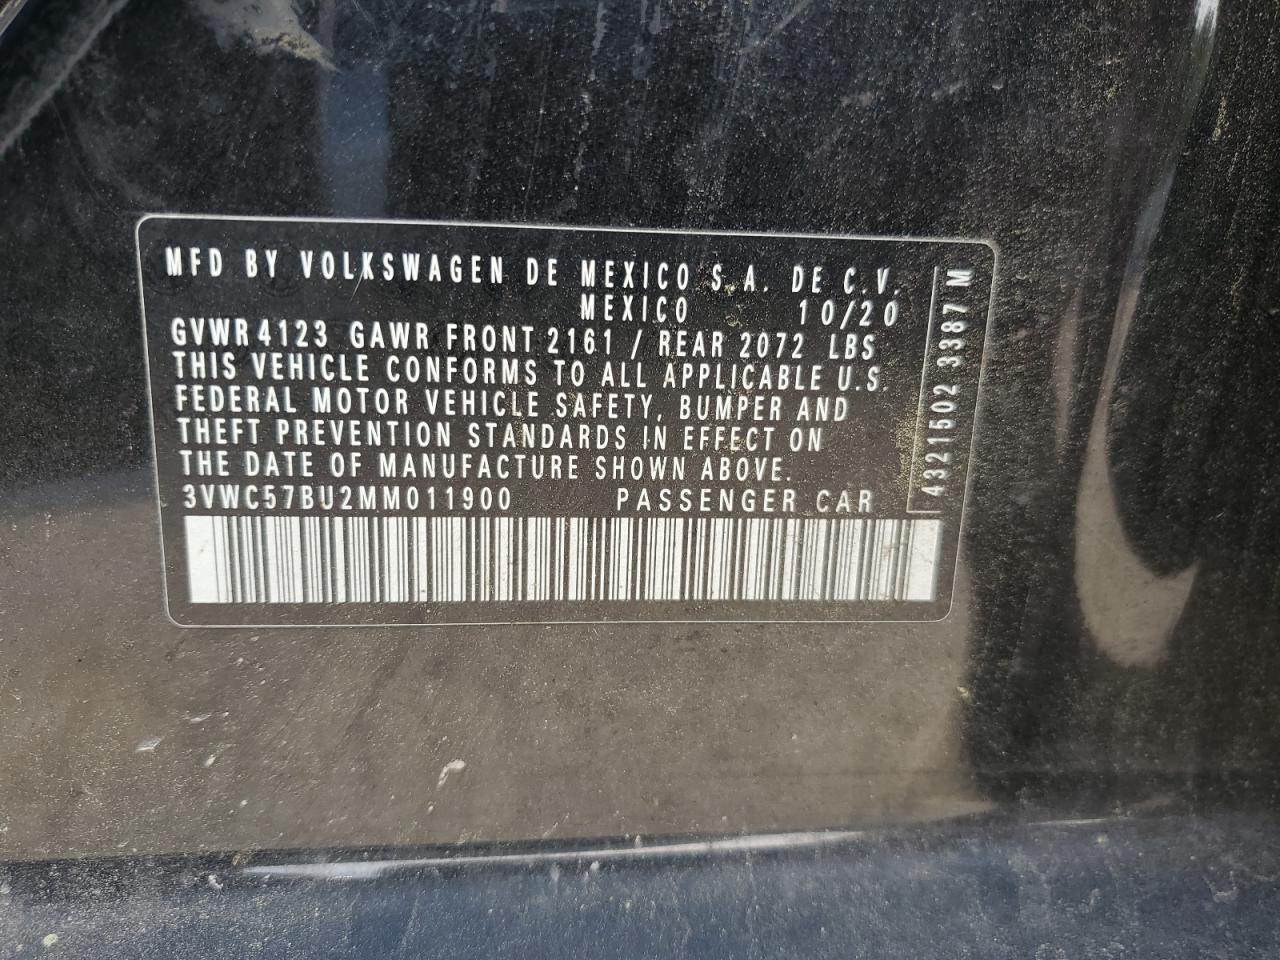 MFD BY VOLKSWAGEN DE MEXICO S.A. DE C.V.
MEXICO 10/20
GVWR 4123 GAWR FRONT 2161 / REAR 2072 LBS
THIS VEHICLE CONFORMS TO ALL APPLICABLE U.S.
FEDERAL MOTOR VEHICLE SAFETY, BUMPER AND
THEFT PREVENTION STANDARDS IN EFFECT ON
THE DATE OF MANUFACTURE SHOWN ABOVE.
3VWC57BU2MM011900 PASSENGER CAR
4321502 3387 M